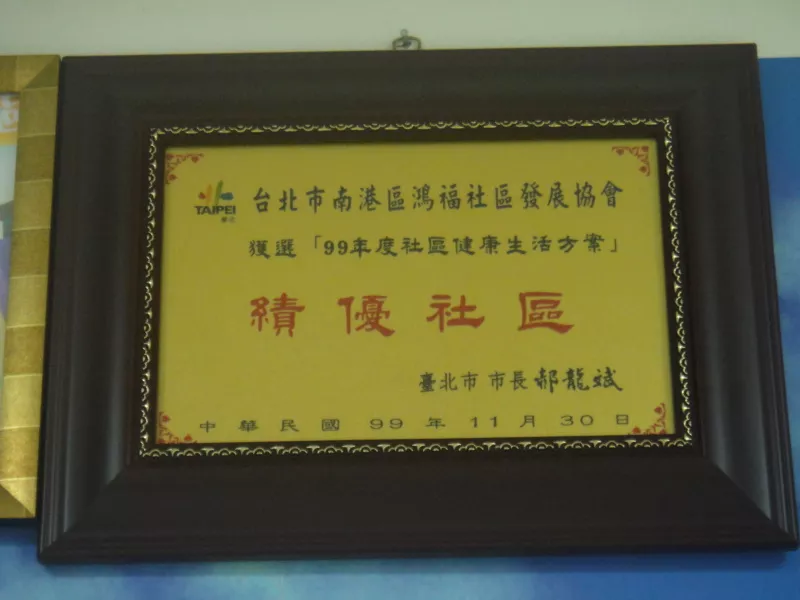 TAIPEI
臺北
台北市南港區鴻福社區發展協會
獲選「99年度社區健康生活方案」
績優社區
臺北市 市長 郝龍斌
中華民國 99 年 11 月 30 日